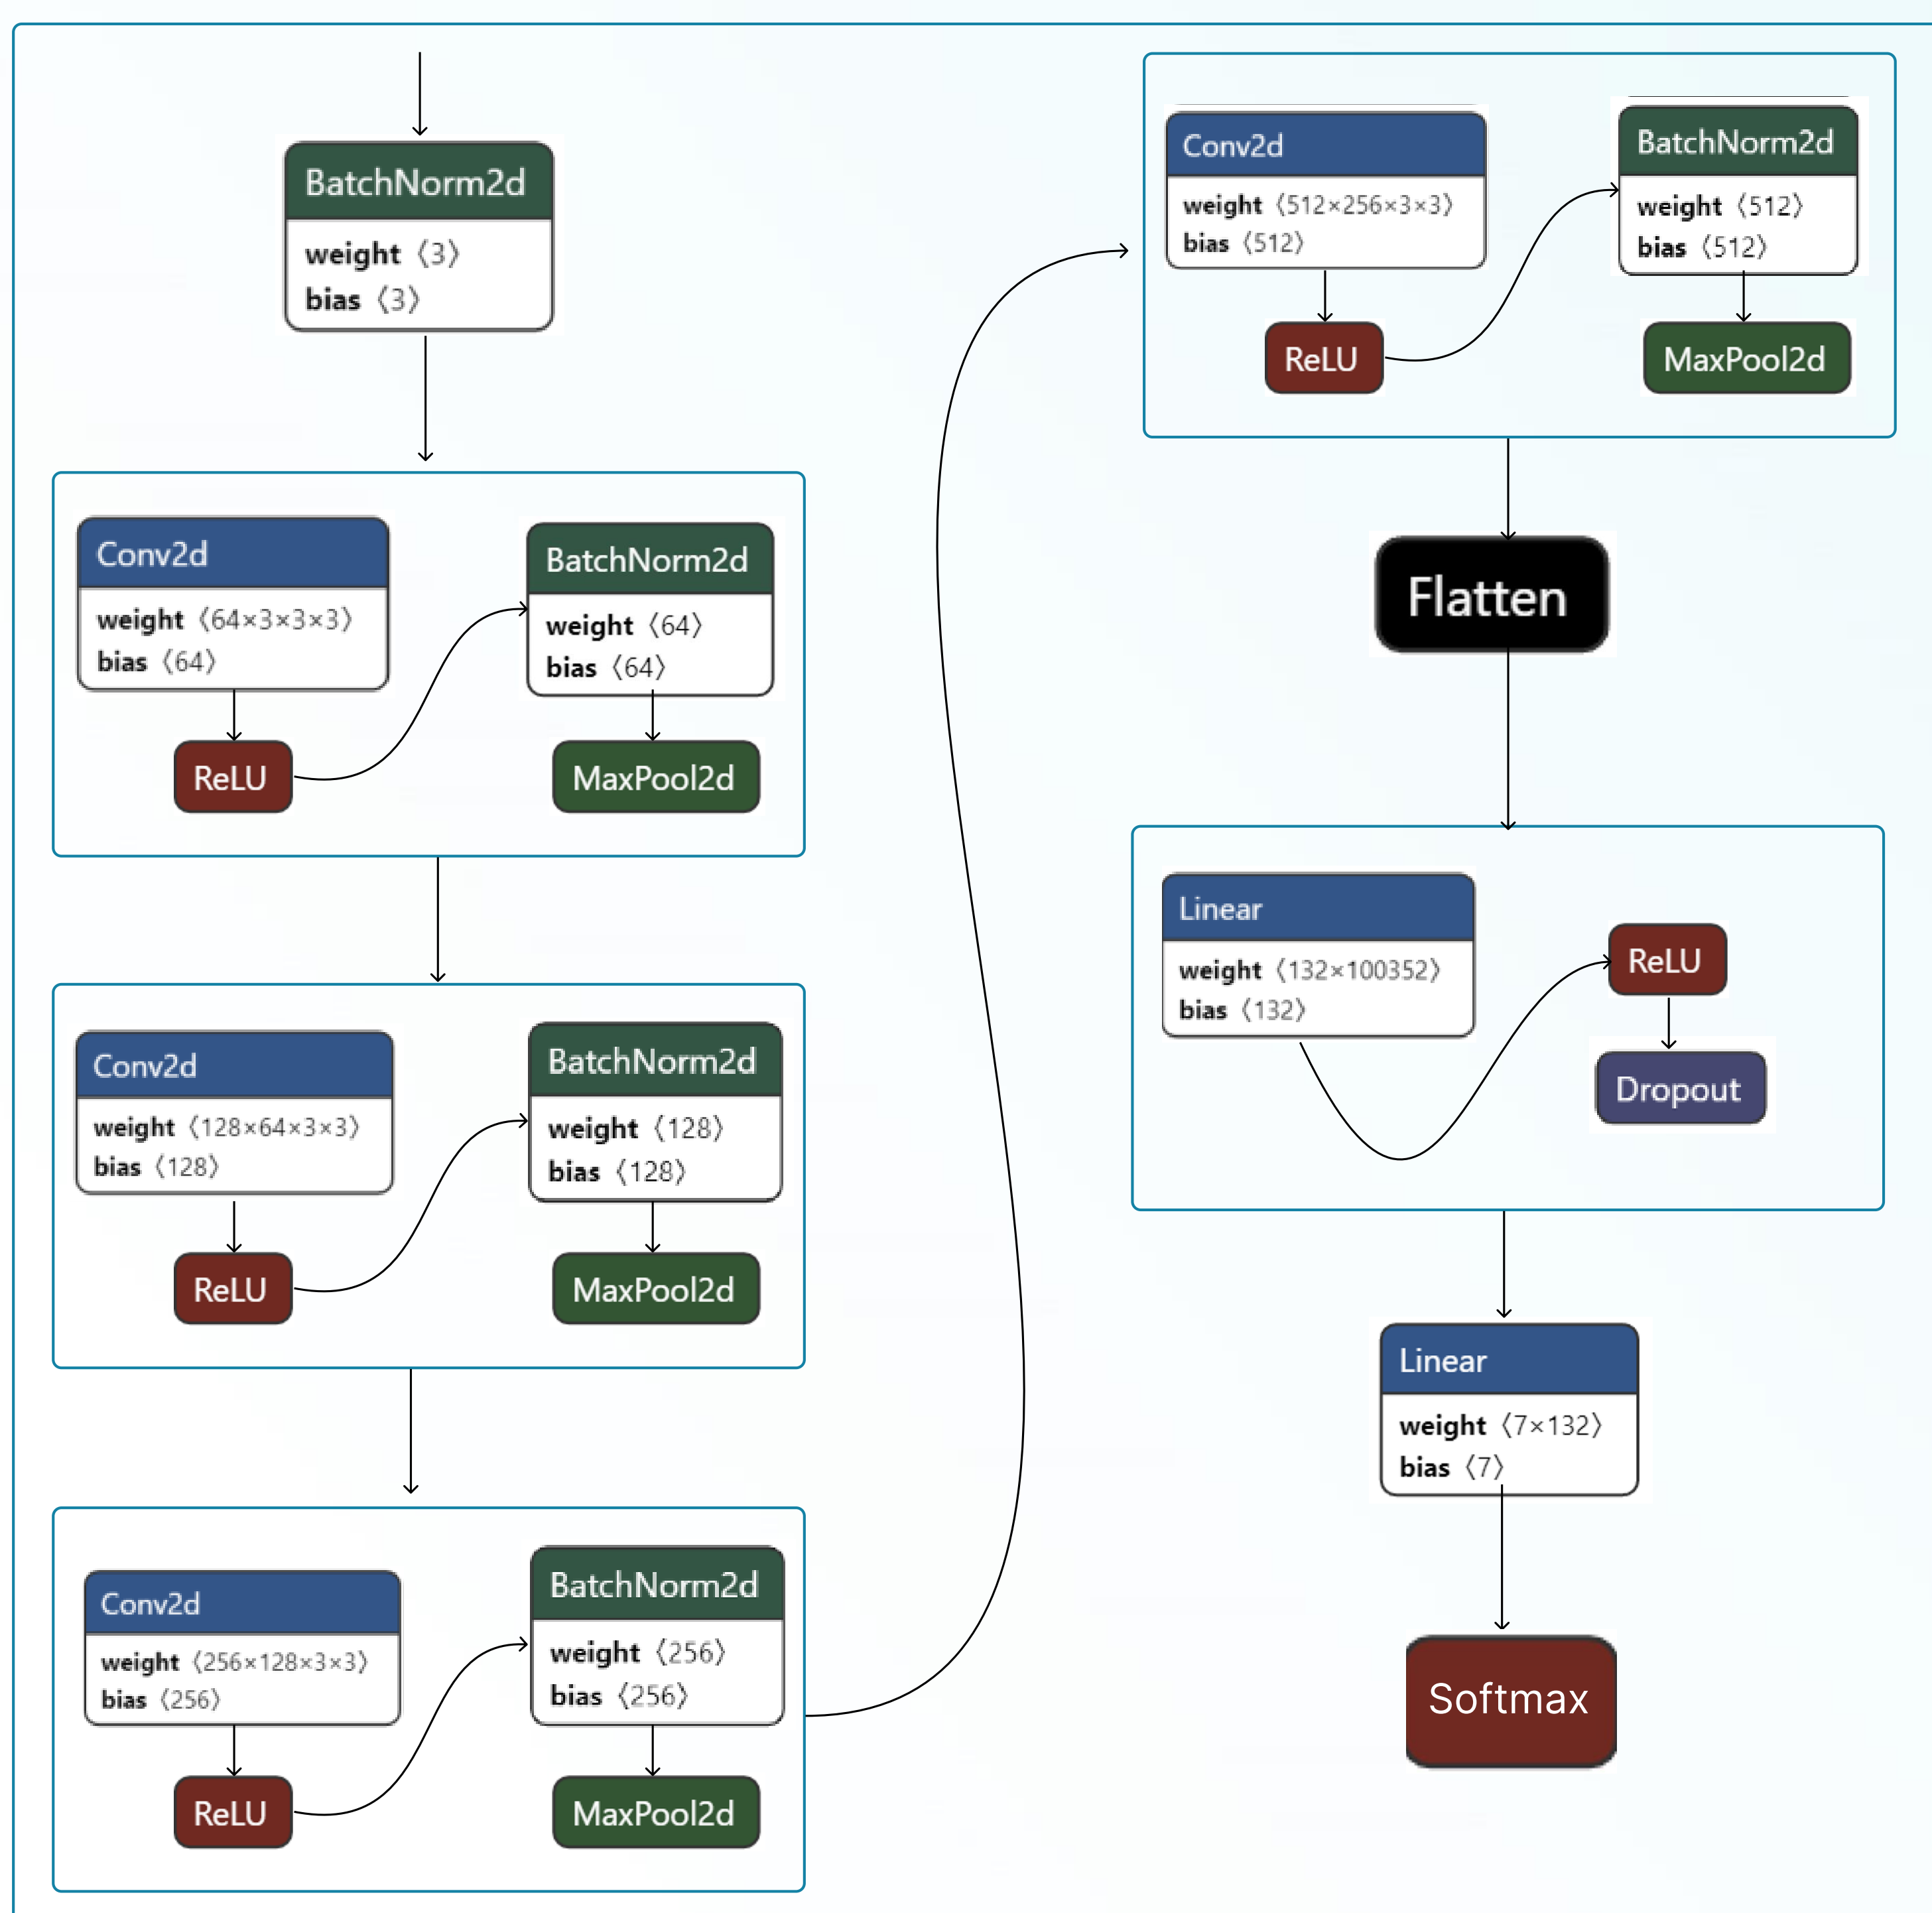 BatchNorm2d
weight 〈3〉
bias 〈3〉
Conv2d
weight 〈64×3×3×3〉
bias 〈64〉
ReLU
BatchNorm2d
weight 〈64〉
bias 〈64〉
MaxPool2d
Conv2d
weight 〈128×64×3×3〉
bias 〈128〉
ReLU
BatchNorm2d
weight 〈128〉
bias 〈128〉
MaxPool2d
Conv2d
weight 〈256×128×3×3〉
bias 〈256〉
ReLU
BatchNorm2d
weight 〈256〉
bias 〈256〉
MaxPool2d
Conv2d
weight 〈512×256×3×3〉
bias 〈512〉
ReLU
BatchNorm2d
weight 〈512〉
bias 〈512〉
MaxPool2d
Flatten
Linear
weight 〈132×100352〉
bias 〈132〉
ReLU
Dropout
Linear
weight 〈7×132〉
bias 〈7〉
Softmax